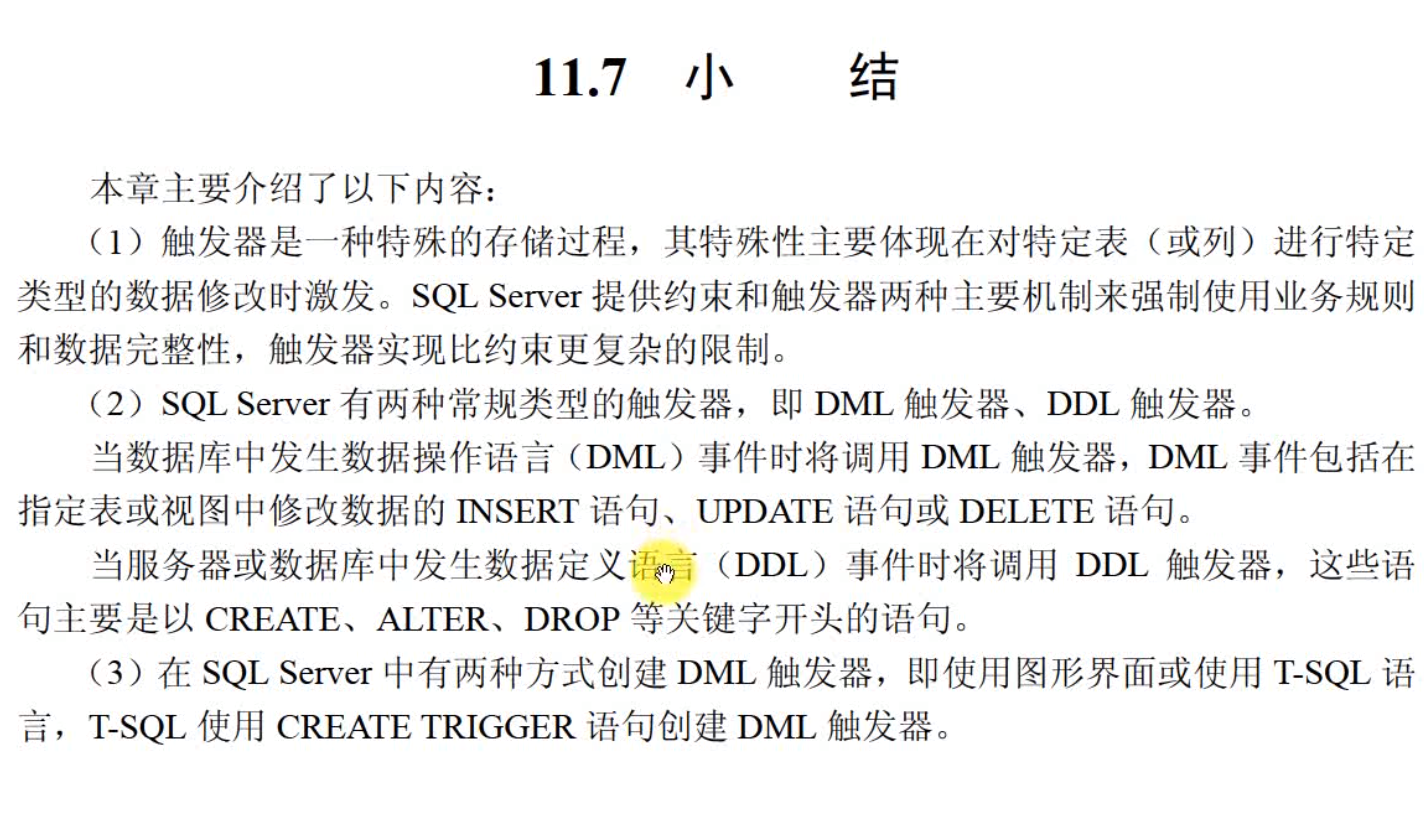 11.7 小 结
本章主要介绍了以下内容：
（1）触发器是一种特殊的存储过程，其特殊性主要体现在对特定表（或列）进行特定
类型的数据修改时激发。SQL Server 提供约束和触发器两种主要机制来强制使用业务规则
和数据完整性，触发器实现比约束更复杂的限制。
（2）SQL Server 有两种常规类型的触发器，即 DML 触发器、DDL 触发器。
当数据库中发生数据操作语言（DML）事件时将调用 DML 触发器，DML 事件包括在
指定表或视图中修改数据的 INSERT 语句、UPDATE 语句或 DELETE 语句。
当服务器或数据库中发生数据定义语言（DDL）事件时将调用 DDL 触发器，这些语
句主要是以 CREATE、ALTER、DROP 等关键字开头的语句。
（3）在 SQL Server 中有两种方式创建 DML 触发器，即使用图形界面或使用 T-SQL 语
言，T-SQL 使用 CREATE TRIGGER 语句创建 DML 触发器。